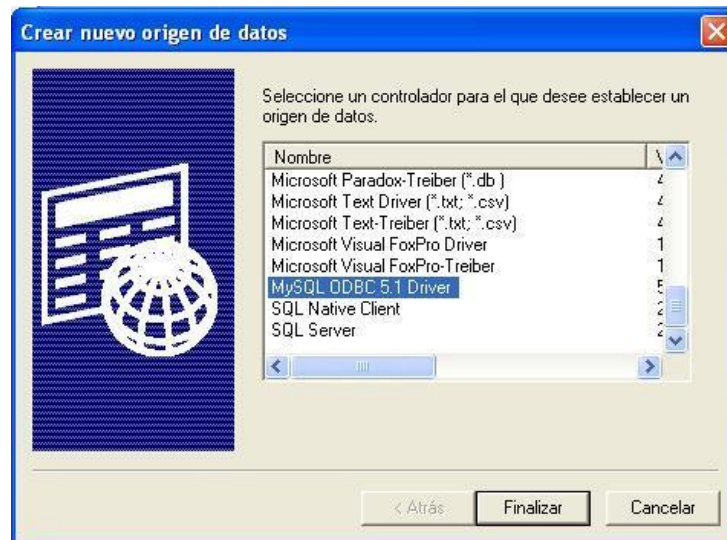 Crear nuevo origen de datos
Seleccione un controlador para el que desee establecer un
origen de datos.
Nombre
Microsoft Paradox-Treiber (*.db )
Microsoft Text Driver (*.txt; *.csv)
Microsoft Text-Treiber (*.txt; *.csv)
Microsoft Visual FoxPro Driver
Microsoft Visual FoxPro-Treiber
MySQL ODBC 5.1 Driver
SQL Native Client
SQL Server
< Atrás
Finalizar
Cancelar